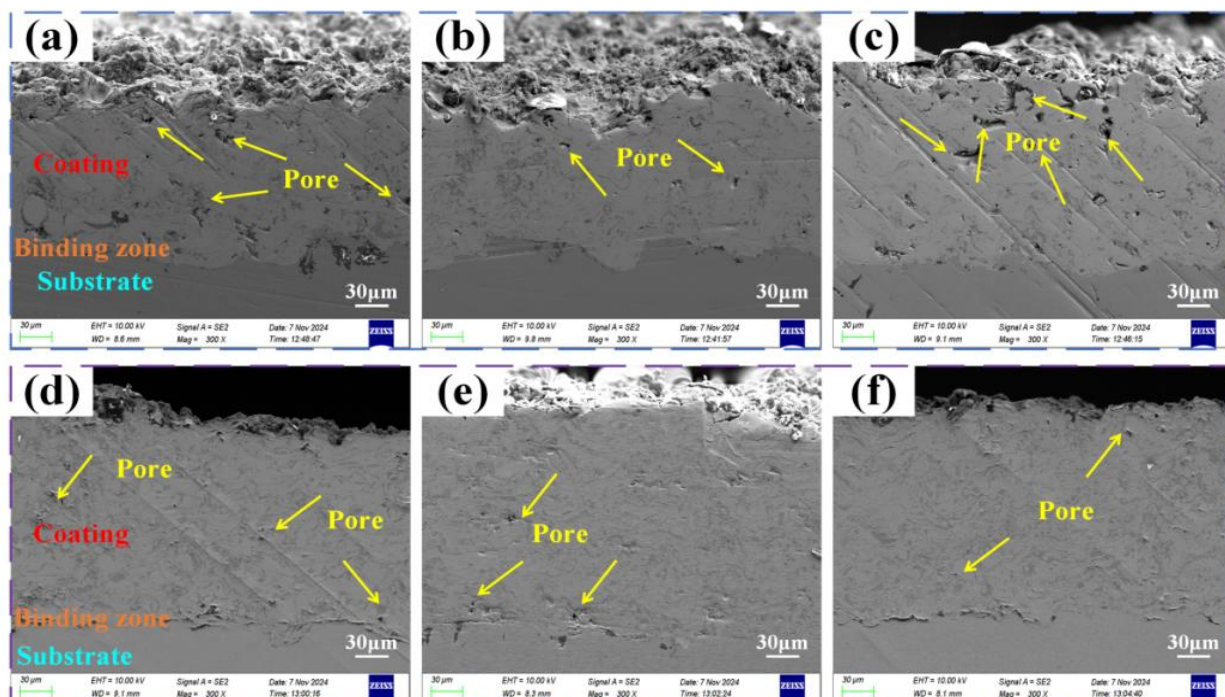 (a)
Pore
Coating
Binding zone
Substrate
30μm
30 μm
EHT = 10.00 kV Signal A = SE2 Date: 7 Nov 2024
WD = 8.6 mm Mag = 300 X Time: 12:48:47
ZEISS
(b)
Pore
30μm
30 μm
EHT = 10.00 kV Signal A = SE2 Date: 7 Nov 2024
WD = 9.8 mm Mag = 300 X Time: 12:41:57
ZEISS
(c)
Pore
30μm
30 μm
EHT = 10.00 kV Signal A = SE2 Date: 7 Nov 2024
WD = 9.1 mm Mag = 300 X Time: 12:46:15
ZEISS
(d)
Pore
Pore
Coating
Binding zone
Substrate
30μm
30 μm
EHT = 10.00 kV Signal A = SE2 Date: 7 Nov 2024
WD = 9.1 mm Mag = 300 X Time: 13:00:16
ZEISS
(e)
Pore
30μm
30 μm
EHT = 10.00 kV Signal A = SE2 Date: 7 Nov 2024
WD = 8.3 mm Mag = 300 X Time: 13:02:24
ZEISS
(f)
Pore
30μm
30 μm
EHT = 10.00 kV Signal A = SE2 Date: 7 Nov 2024
WD = 8.1 mm Mag = 300 X
ZEISS